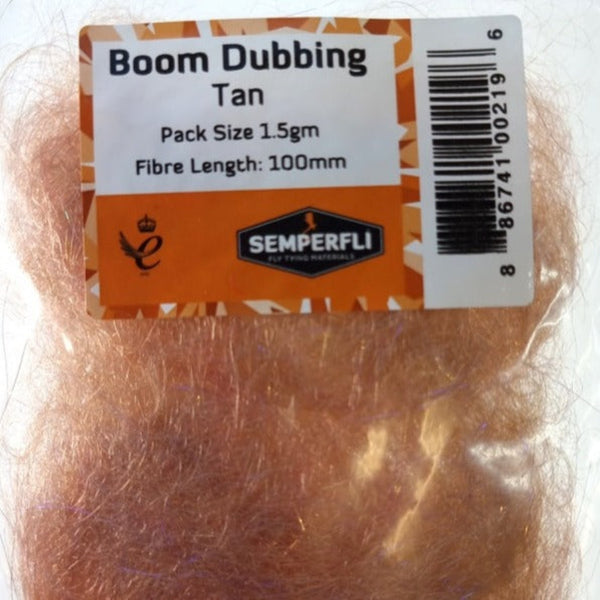 Boom Dubbing
Tan
Pack Size 1.5gm
Fibre Length: 100mm
e
SEMPERFLI
FLY TYING MATERIALS
8 86741 00219 6